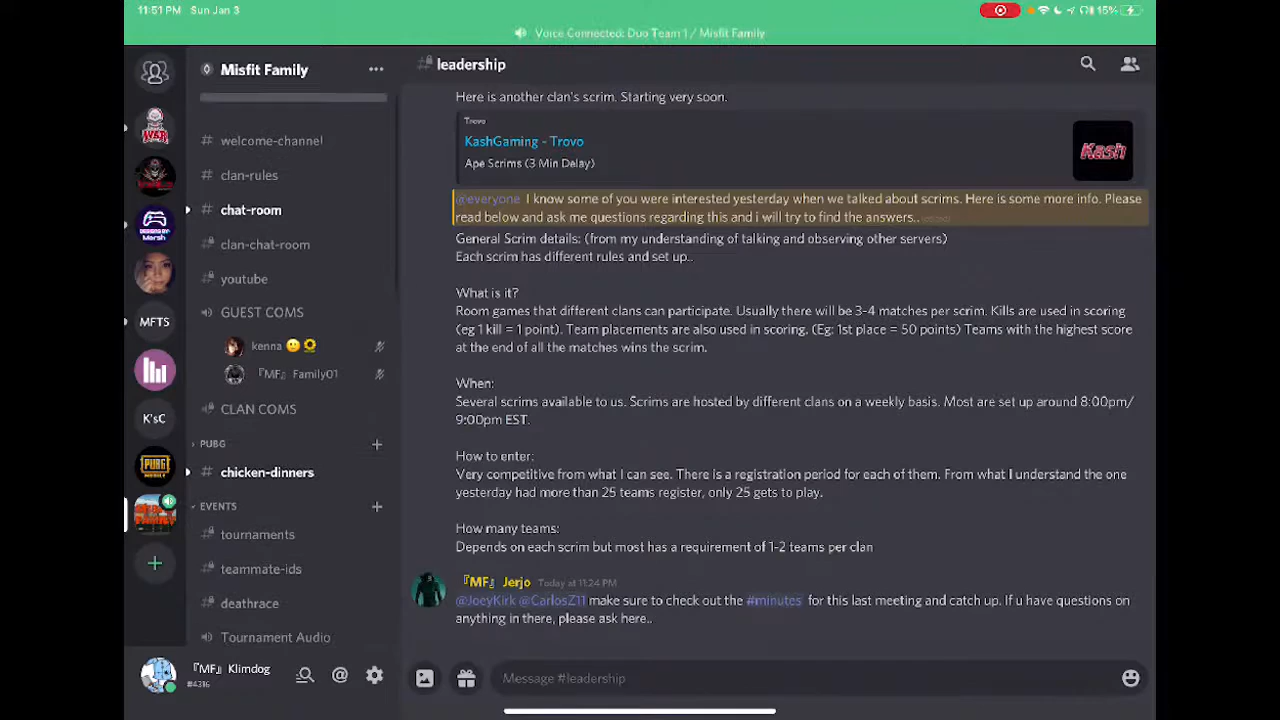 11:51 PM Sun Jan 3
15%
Voice Connected: Duo Team 1 / Misfit Family
Misfit Family
# welcome-channel
# clan-rules
# chat-room
# clan-chat-room
# youtube
GUEST COMS
kenna
『MF』 Family01
CLAN COMS
PUBG
# chicken-dinners
EVENTS
# tournaments
# teammate-ids
# deathrace
Tournament Audio
『MF』 Klimdog
#4316
WAR
DESIGNS BY
Marsh
MFTS
K'sC
PUBG
MOBILE
# leadership
Here is another clan's scrim. Starting very soon.
Trovo
KashGaming - Trovo
Ape Scrims (3 Min Delay)
Kash
@everyone I know some of you were interested yesterday when we talked about scrims. Here is some more info. Please
read below and ask me questions regarding this and i will try to find the answers.. (edited)
General Scrim details: (from my understanding of talking and observing other servers)
Each scrim has different rules and set up..
What is it?
Room games that different clans can participate. Usually there will be 3-4 matches per scrim. Kills are used in scoring
(eg 1 kill = 1 point). Team placements are also used in scoring. (Eg: 1st place = 50 points) Teams with the highest score
at the end of all the matches wins the scrim.
When:
Several scrims available to us. Scrims are hosted by different clans on a weekly basis. Most are set up around 8:00pm/
9:00pm EST.
How to enter:
Very competitive from what I can see. There is a registration period for each of them. From what I understand the one
yesterday had more than 25 teams register, only 25 gets to play.
How many teams:
Depends on each scrim but most has a requirement of 1-2 teams per clan
『MF』 Jerjo Today at 11:24 PM
@JoeyKirk @CarlosZ11 make sure to check out the #minutes for this last meeting and catch up. If u have questions on
anything in there, please ask here..
Message #leadership